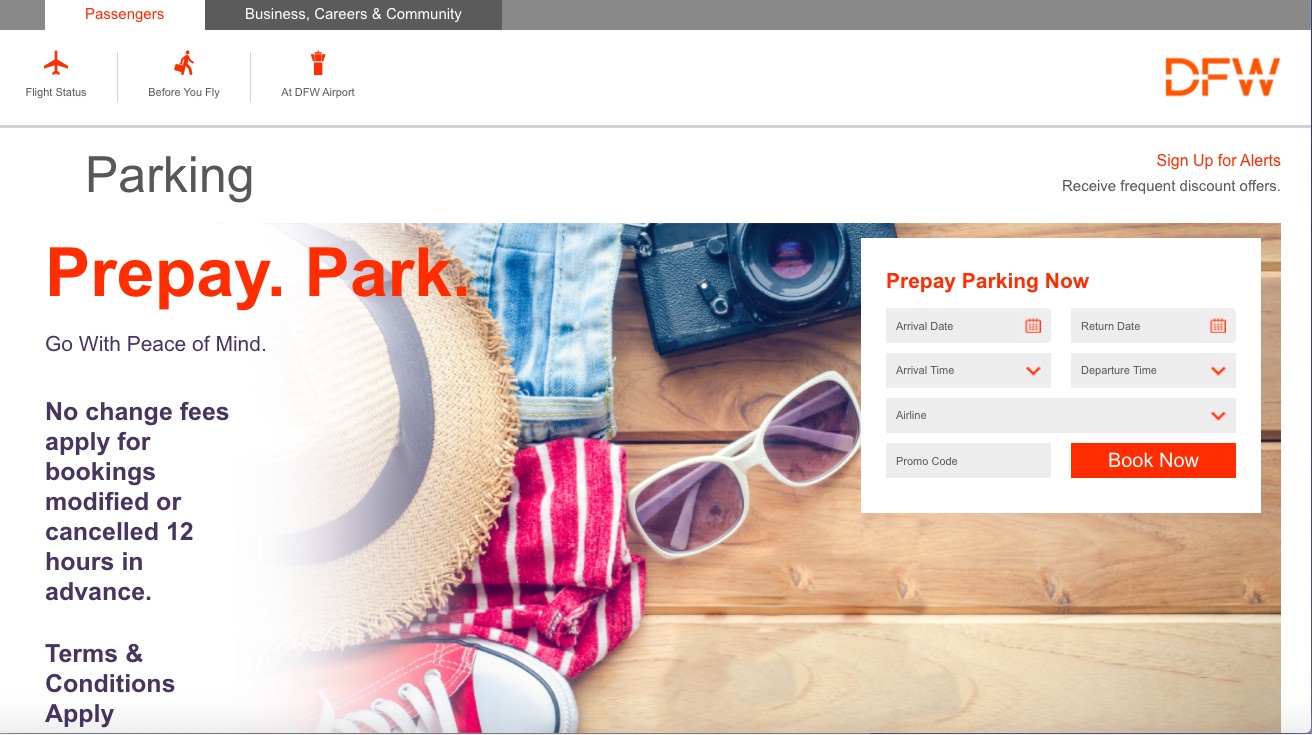 Passengers
Business, Careers & Community
Flight Status
Before You Fly
At DFW Airport
DFW
Parking
Sign Up for Alerts
Receive frequent discount offers.
Prepay. Park.
Go With Peace of Mind.
No change fees
apply for
bookings
modified or
cancelled 12
hours in
advance.
Terms &
Conditions
Apply
Prepay Parking Now
Arrival Date
Return Date
Arrival Time
Departure Time
Airline
Promo Code
Book Now